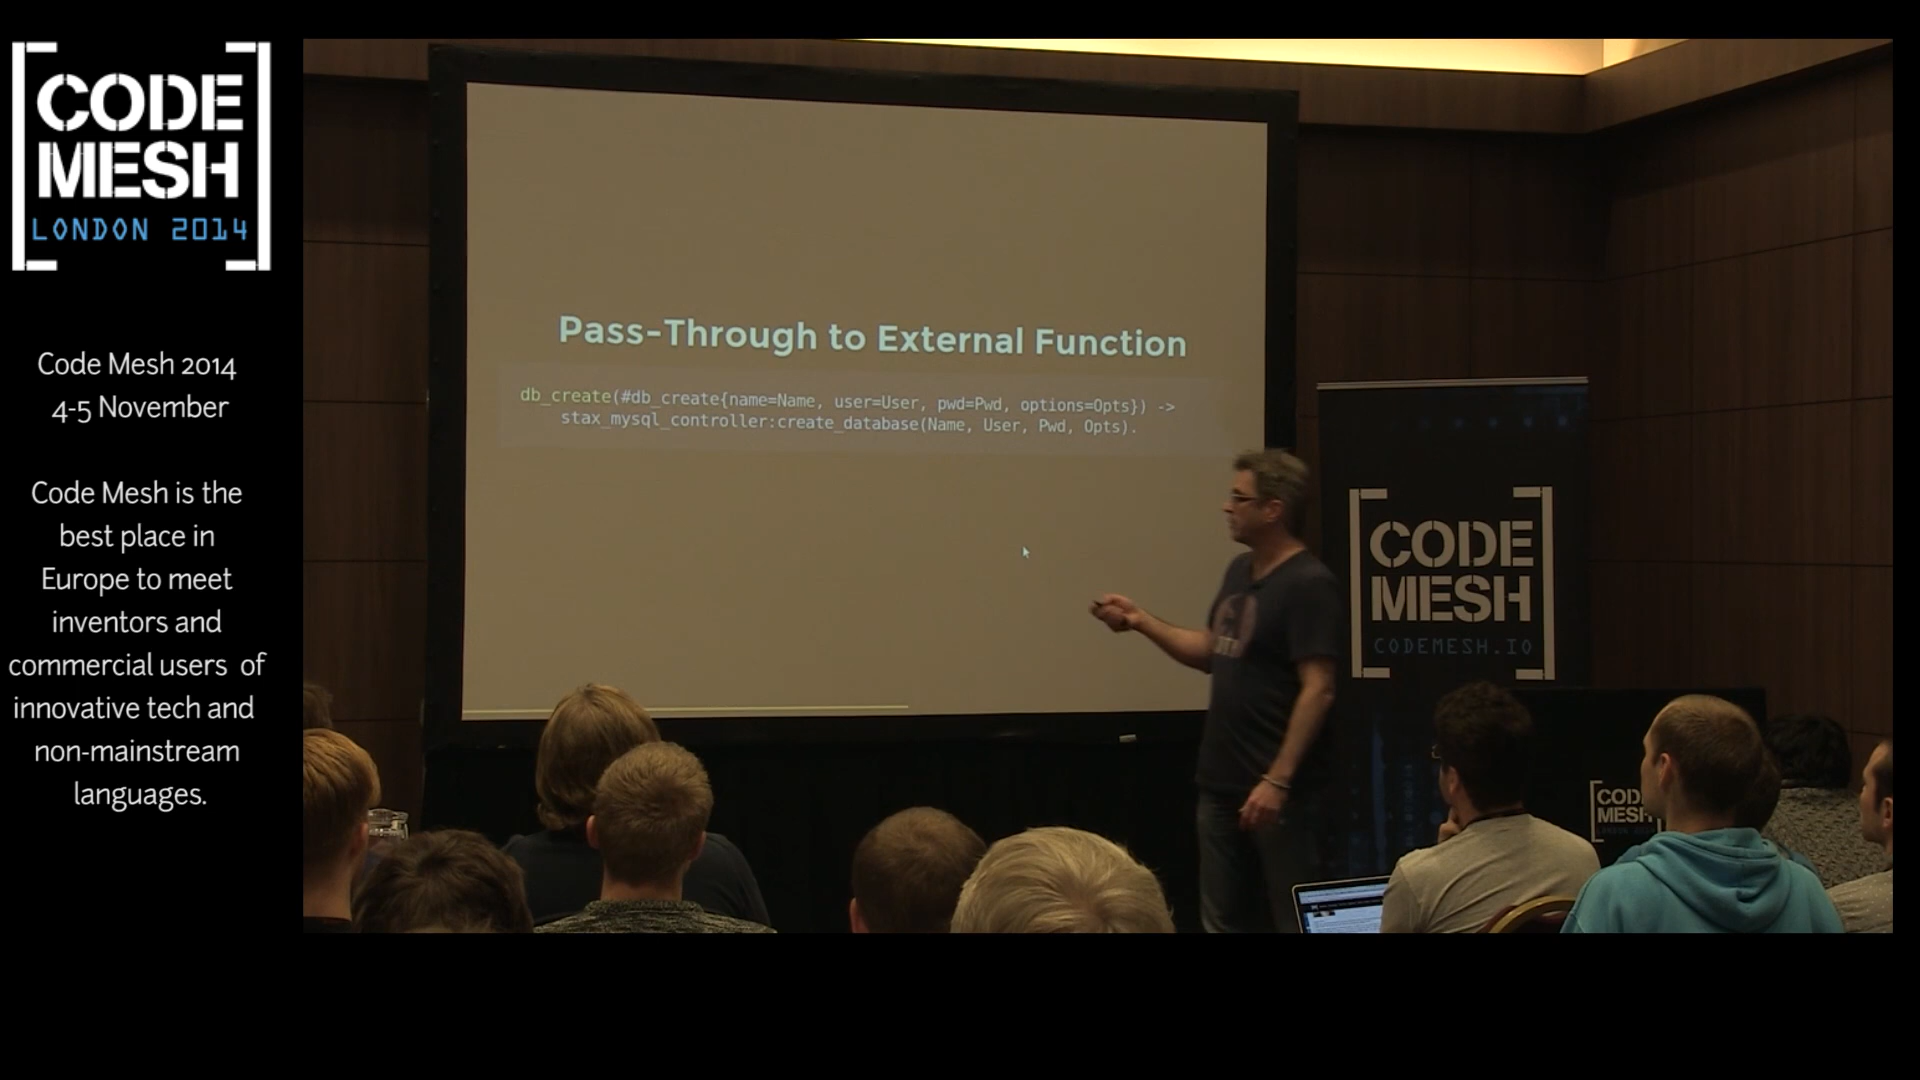 CODE
MESH
LONDON 2014
Code Mesh 2014
4-5 November
Code Mesh is the
best place in
Europe to meet
inventors and
commercial users of
innovative tech and
non-mainstream
languages.
Pass-Through to External Function
db_create(#db_create{name=Name, user=User, pwd=Pwd, options=Opts}) ->
stax_mysql_controller:create_database(Name, User, Pwd, Opts).
CODE
MESH
CODEMESH.IO
CODE
MESH